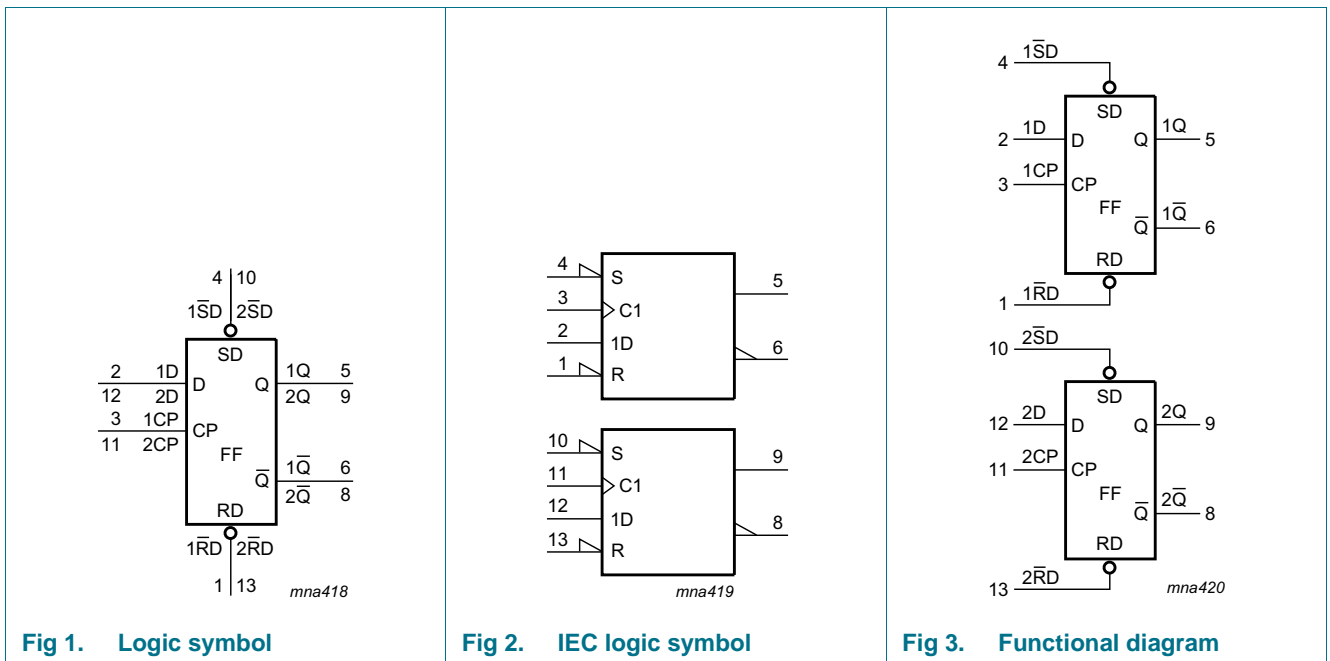 4 10
1S̅D 2S̅D
SD
2 1D D Q 1Q 5
12 2D 2Q 9
3 1CP CP
11 2CP
FF
Q̅ 1Q̅ 6
2Q̅ 8
RD
1R̅D 2R̅D
1 13
mna418
Fig 1. Logic symbol
4 S 5
3 C1
2 1D 6
1 R
10 S 9
11 C1
12 1D 8
13 R
mna419
Fig 2. IEC logic symbol
4 1S̅D
SD
2 1D D Q 1Q 5
3 1CP CP
FF
Q̅ 1Q̅ 6
RD
1 1R̅D
10 2S̅D
SD
12 2D D Q 2Q 9
11 2CP CP
FF
Q̅ 2Q̅ 8
RD
13 2R̅D
mna420
Fig 3. Functional diagram